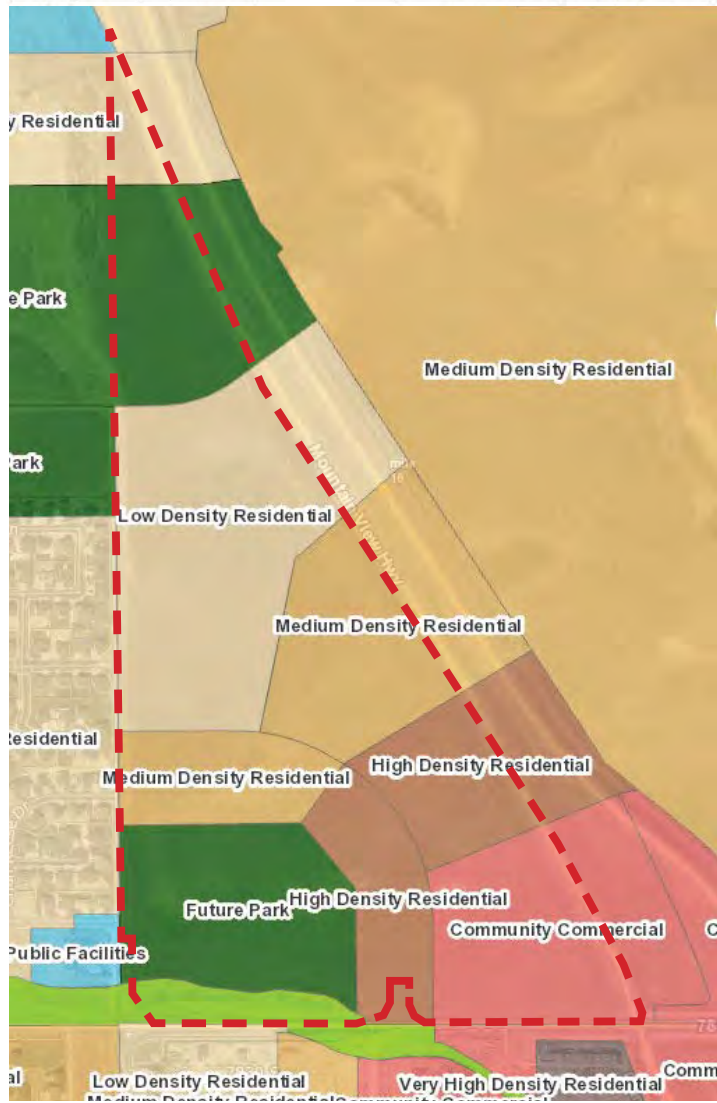 y Residential
e Park
Medium Density Residential
ark
Mountain View Hwy
Low Density Residential
Medium Density Residential
Residential
High Density Residential
Medium Density Residential
High Density Residential
Future Park
Community Commercial
C
Public Facilities
78
al
Low Density Residential
Very High Density Residential
Comm